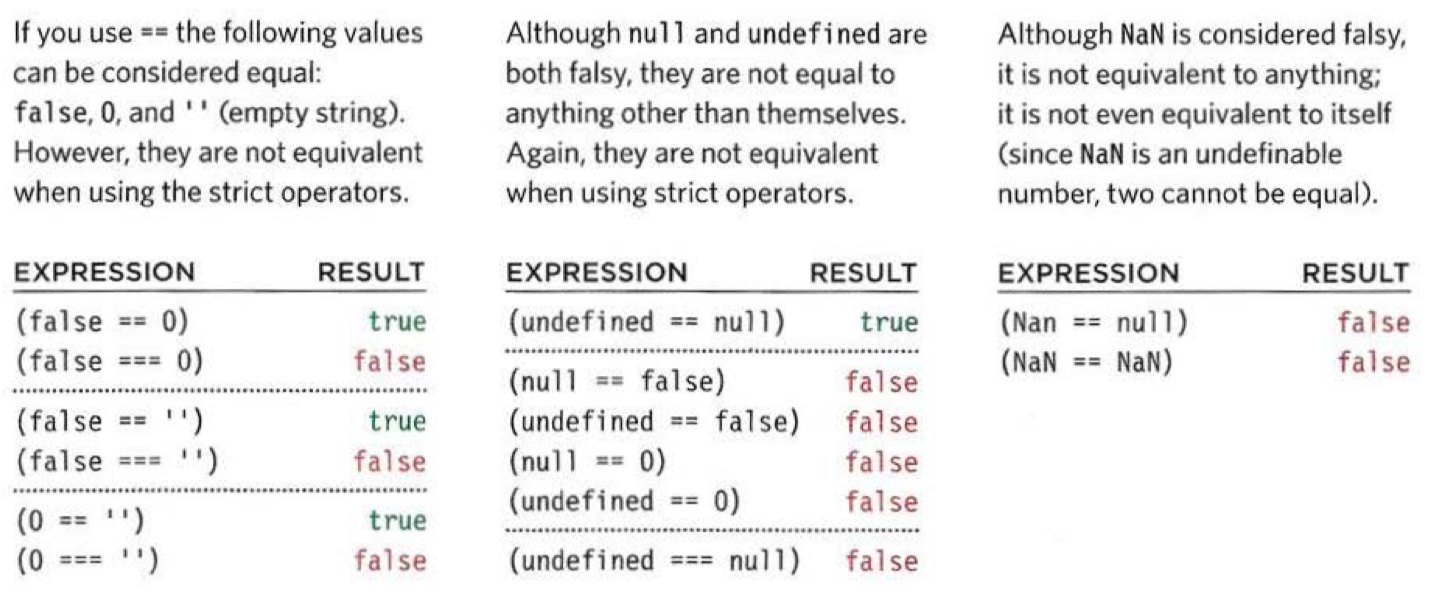 If you use == the following values
can be considered equal:
false, 0, and '' (empty string).
However, they are not equivalent
when using the strict operators.
EXPRESSION RESULT
(false == 0) true
(false === 0) false
(false == '') true
(false === '') false
(0 == '') true
(0 === '') false
Although null and undefined are
both falsy, they are not equal to
anything other than themselves.
Again, they are not equivalent
when using strict operators.
EXPRESSION RESULT
(undefined == null) true
(null == false) false
(undefined == false) false
(null == 0) false
(undefined == 0) false
(undefined === null) false
Although NaN is considered falsy,
it is not equivalent to anything;
it is not even equivalent to itself
(since NaN is an undefinable
number, two cannot be equal).
EXPRESSION RESULT
(Nan == null) false
(NaN == NaN) false